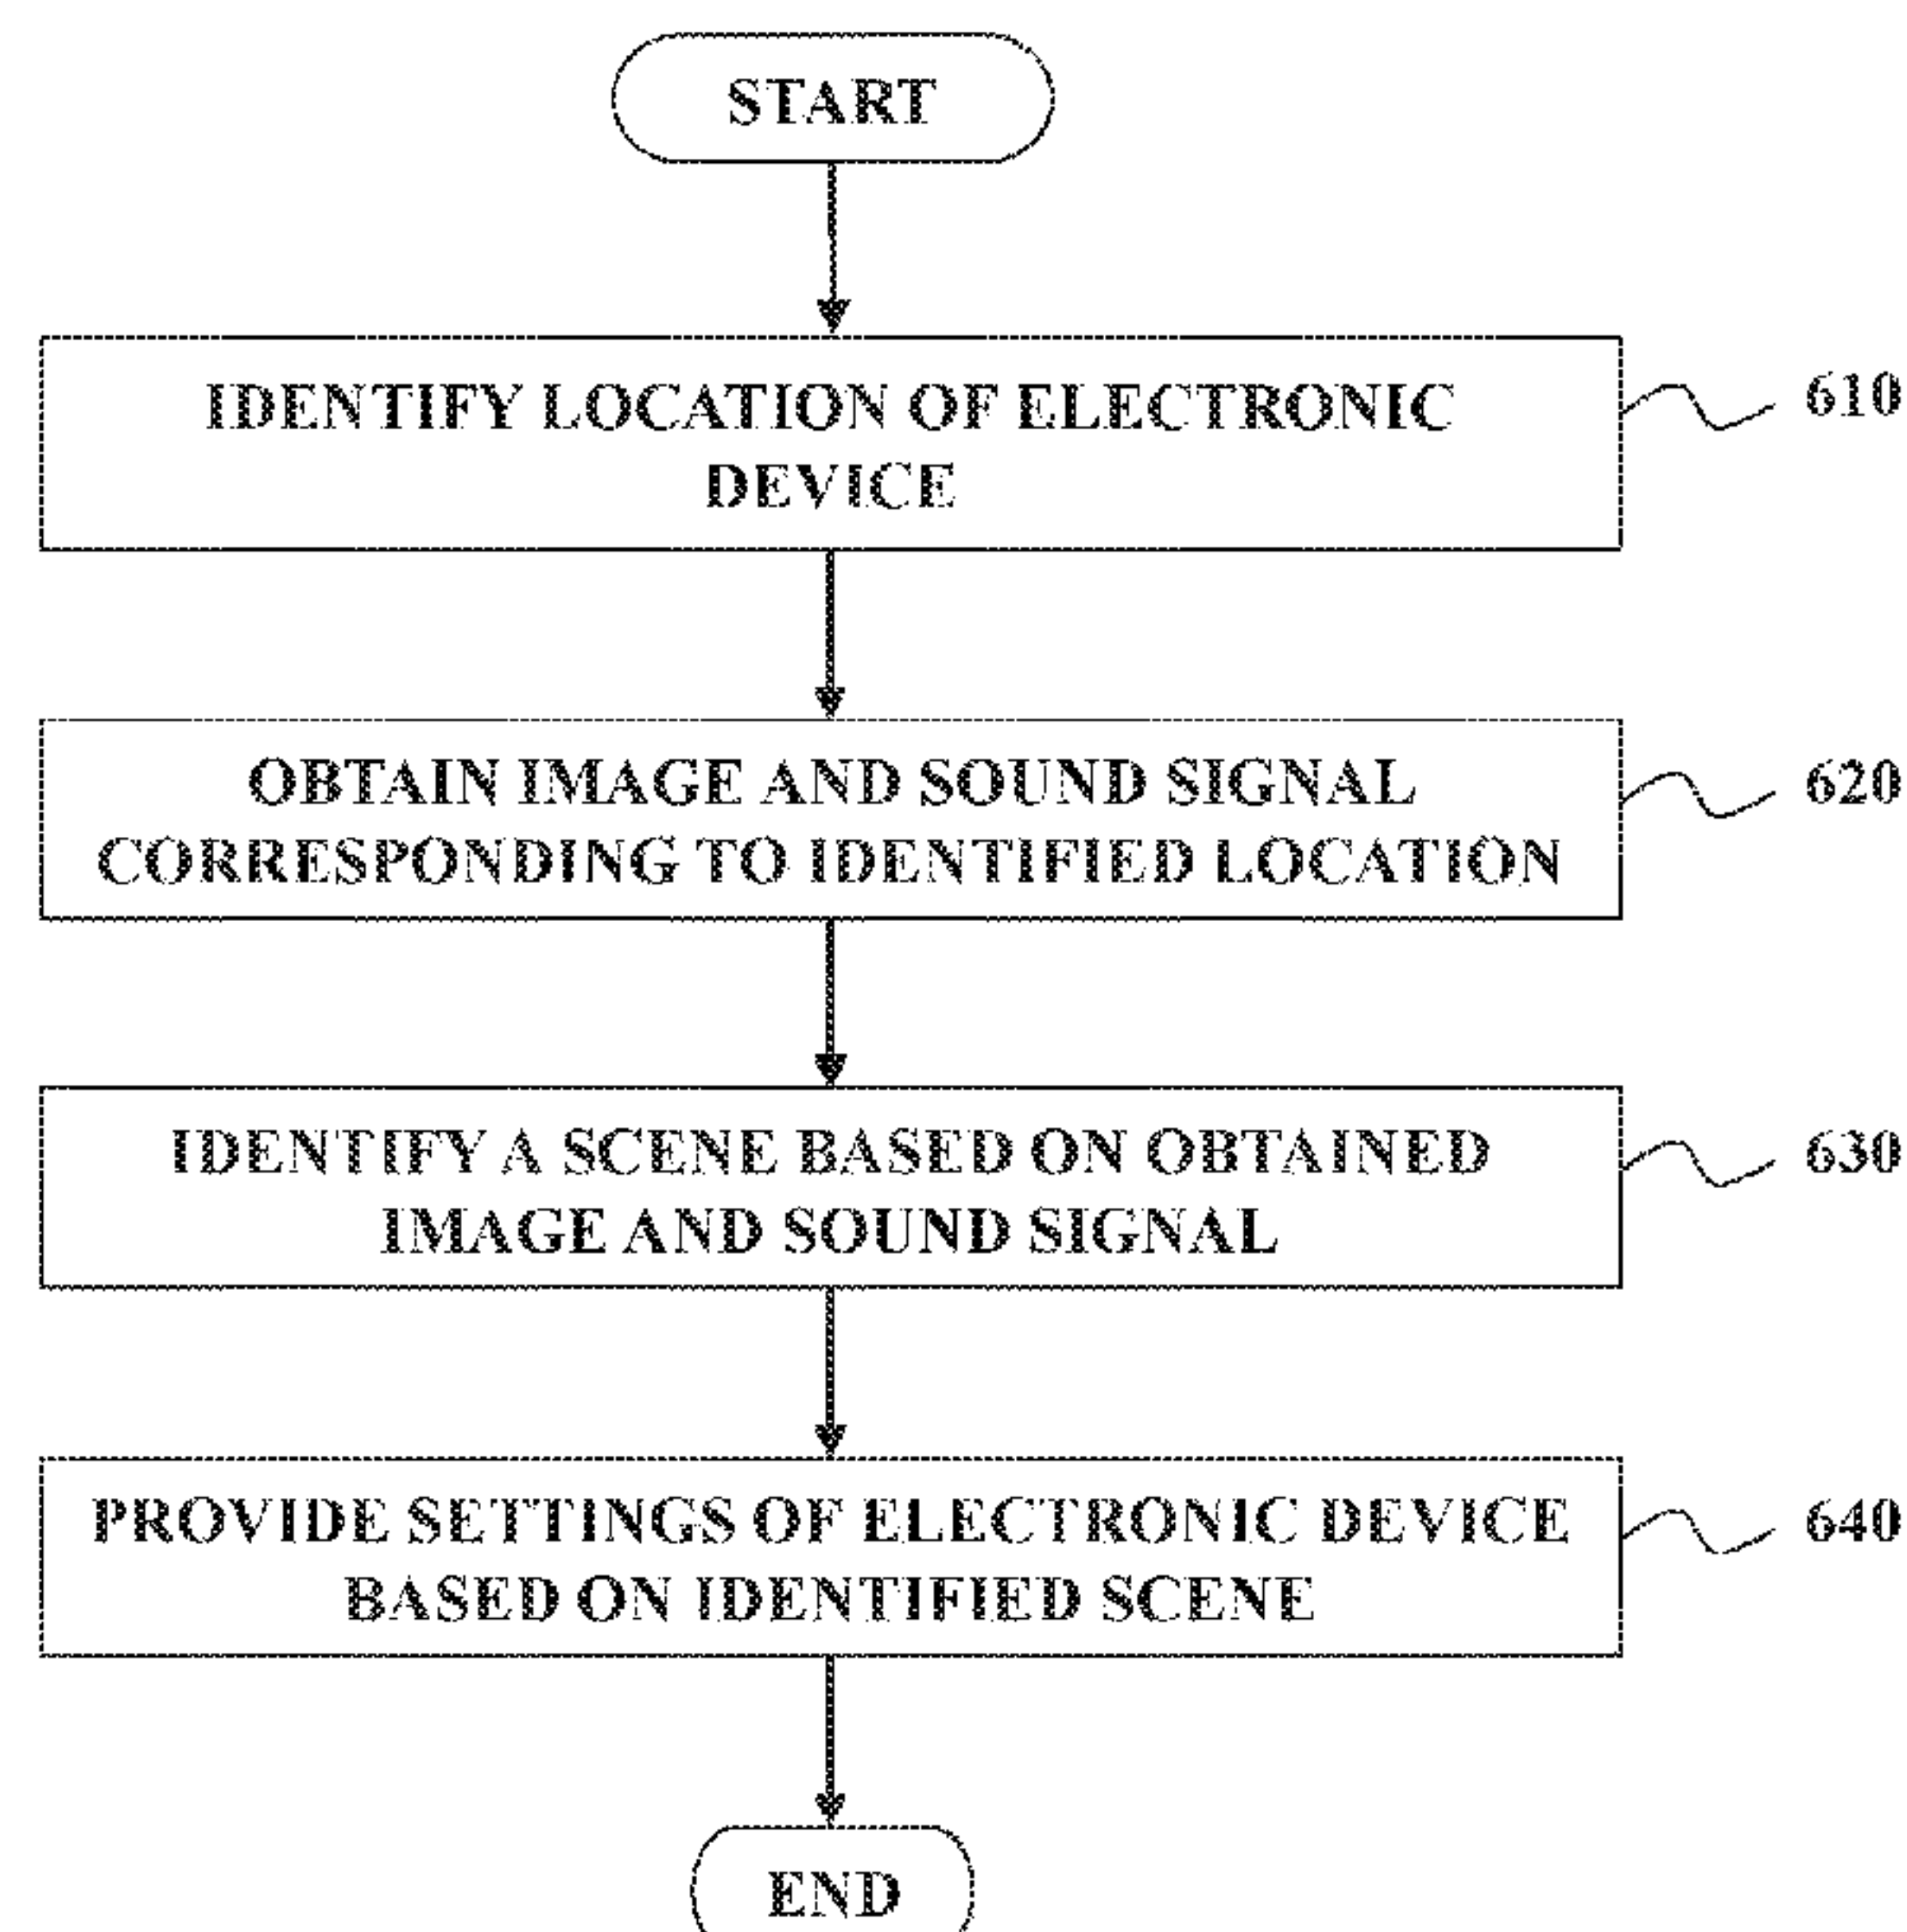 START
IDENTIFY LOCATION OF ELECTRONIC
DEVICE
610
OBTAIN IMAGE AND SOUND SIGNAL
CORRESPONDING TO IDENTIFIED LOCATION
620
IDENTIFY A SCENE BASED ON OBTAINED
IMAGE AND SOUND SIGNAL
630
PROVIDE SETTINGS OF ELECTRONIC DEVICE
BASED ON IDENTIFIED SCENE
640
END